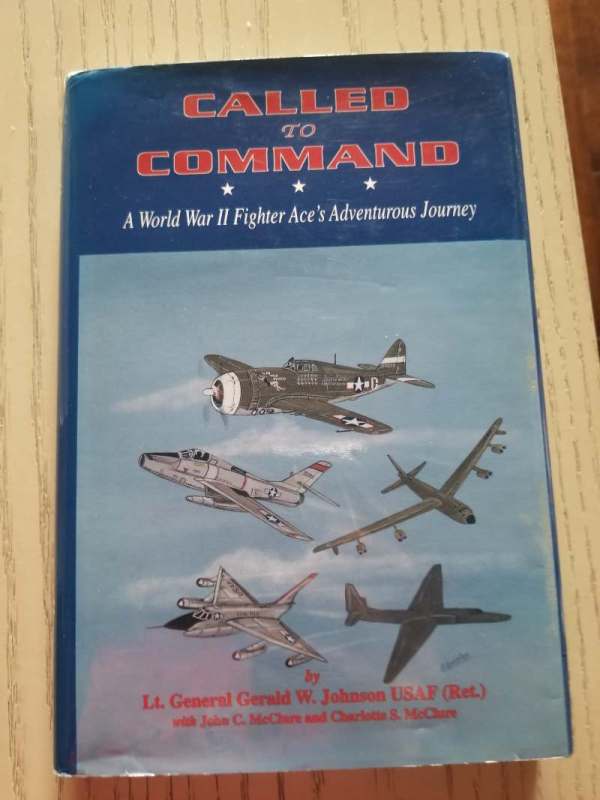 CALLED
TO
COMMAND
A World War II Fighter Ace's Adventurous Journey
by
Lt. General Gerald W. Johnson USAF (Ret.)
with John C. McClure and Charlotte S. McClure